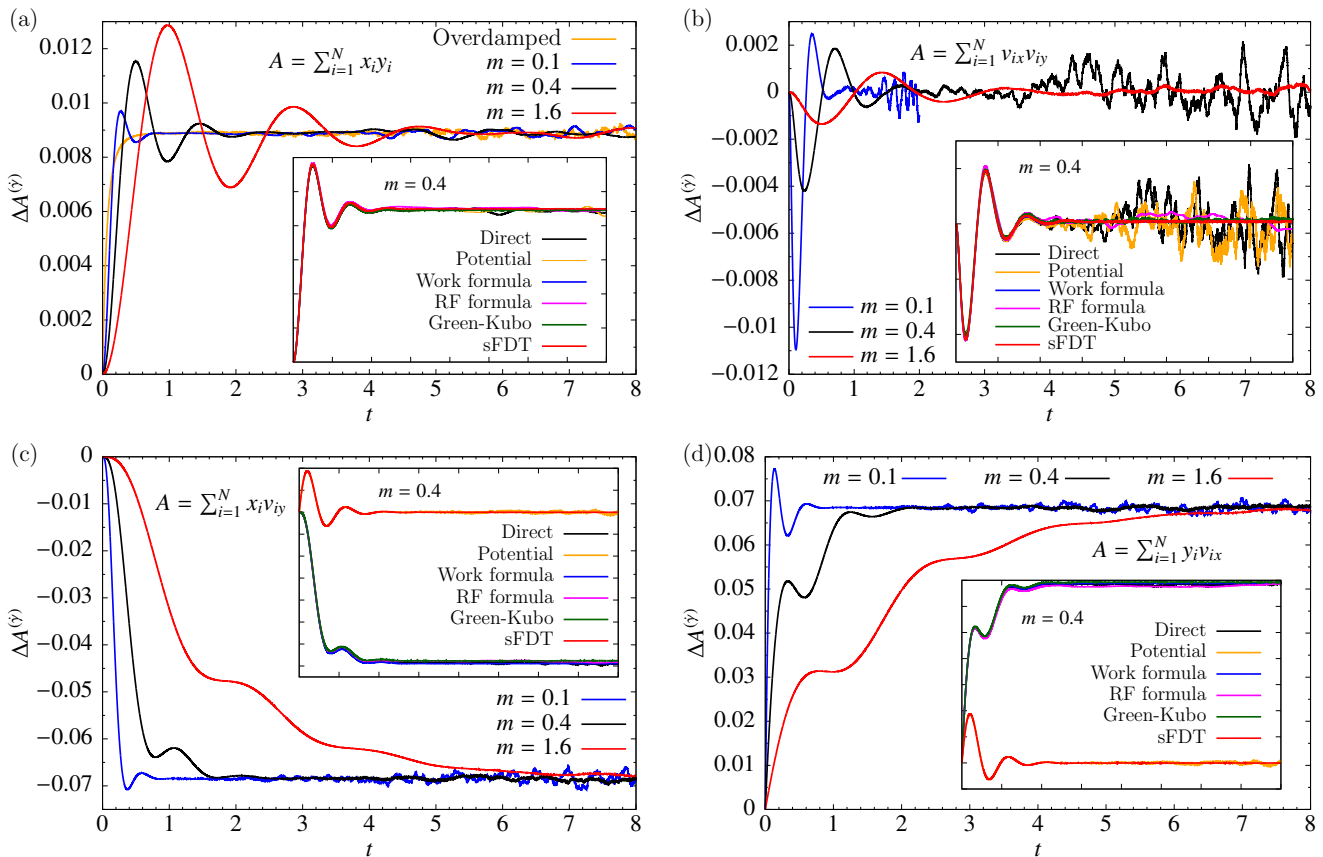 (a)
0.012
0.01
0.008
0.006
0.004
0.002
0
ΔA^(γ̇)
A = ∑_{i=1}^{N} x_i y_i
Overdamped
m = 0.1
m = 0.4
m = 1.6
m = 0.4
Direct
Potential
Work formula
RF formula
Green-Kubo
sFDT
0 1 2 3 4 5 6 7 8
t
(b)
0.002
0
−0.002
−0.004
−0.006
−0.008
−0.01
−0.012
ΔA^(γ̇)
A = ∑_{i=1}^{N} v_{ix} v_{iy}
m = 0.4
Direct
Potential
Work formula
RF formula
Green-Kubo
sFDT
m = 0.1
m = 0.4
m = 1.6
0 1 2 3 4 5 6 7 8
t
(c)
0
−0.01
−0.02
−0.03
−0.04
−0.05
−0.06
−0.07
ΔA^(γ̇)
A = ∑_{i=1}^{N} x_i v_{iy}
m = 0.4
Direct
Potential
Work formula
RF formula
Green-Kubo
sFDT
m = 0.1
m = 0.4
m = 1.6
0 1 2 3 4 5 6 7 8
t
(d)
0.08
0.07
0.06
0.05
0.04
0.03
0.02
0.01
0
ΔA^(γ̇)
m = 0.1 m = 0.4 m = 1.6
A = ∑_{i=1}^{N} y_i v_{ix}
m = 0.4
Direct
Potential
Work formula
RF formula
Green-Kubo
sFDT
0 1 2 3 4 5 6 7 8
t